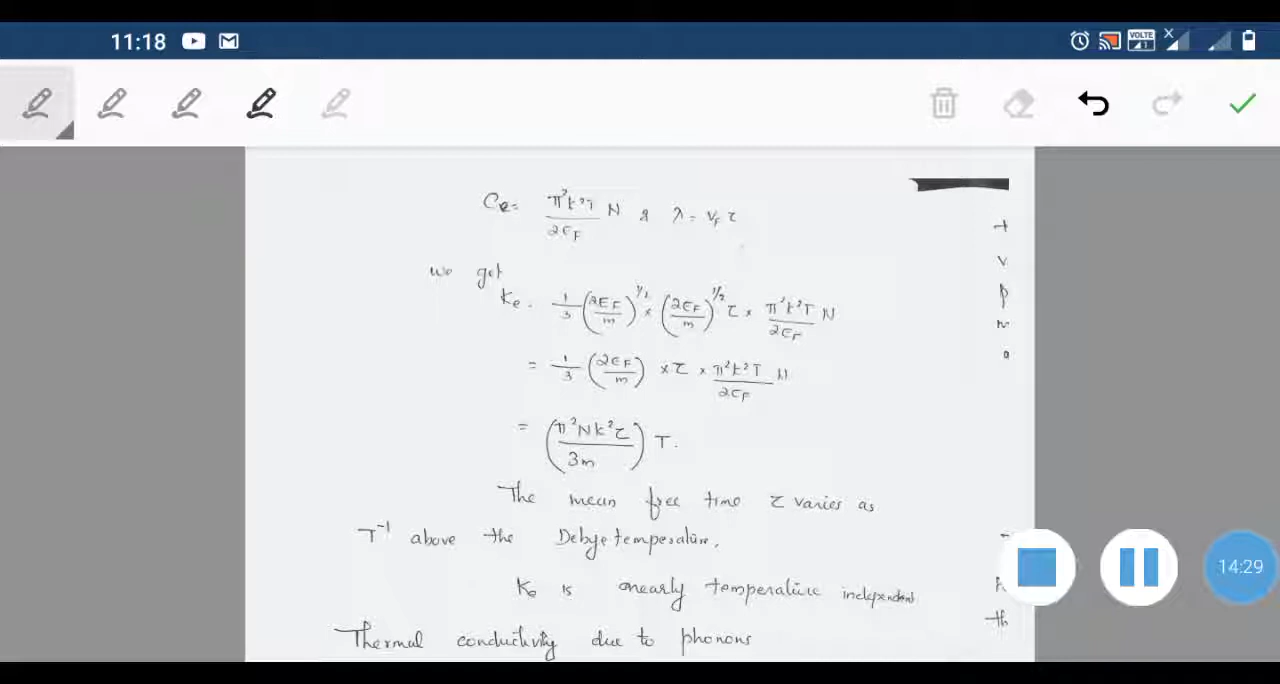 11:18
VOLTE
Ce = π²k²T/2ϵF N & λ = vF τ
we get
Ke = 1/3 (2EF/m)^1/2 × (2ϵF/m)^1/2 τ × π²k²T/2ϵF N
= 1/3 (2ϵF/m) × τ × π²k²T/2ϵF N
= (π²Nk²τ/3m) T.
The mean free time τ varies as
T⁻¹ above the Debye temperature.
Ke is nearly temperature independent
Thermal conductivity due to phonons
14:29